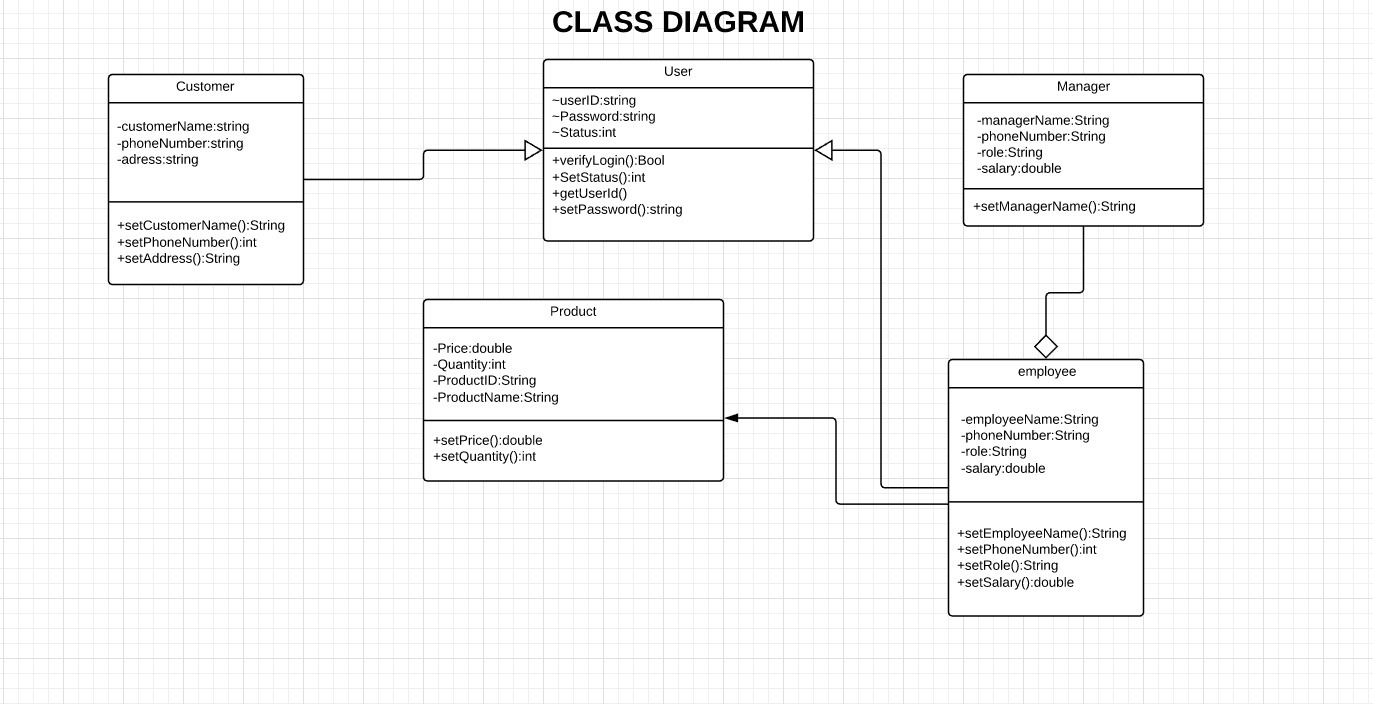 CLASS DIAGRAM
Customer
-customerName:string
-phoneNumber:string
-adress:string
+setCustomerName():String
+setPhoneNumber():int
+setAddress():String
User
~userID:string
~Password:string
~Status:int
+verifyLogin():Bool
+SetStatus():int
+getUserId()
+setPassword():string
Manager
-managerName:String
-phoneNumber:String
-role:String
-salary:double
+setManagerName():String
Product
-Price:double
-Quantity:int
-ProductID:String
-ProductName:String
+setPrice():double
+setQuantity():int
employee
-employeeName:String
-phoneNumber:String
-role:String
-salary:double
+setEmployeeName():String
+setPhoneNumber():int
+setRole():String
+setSalary():double